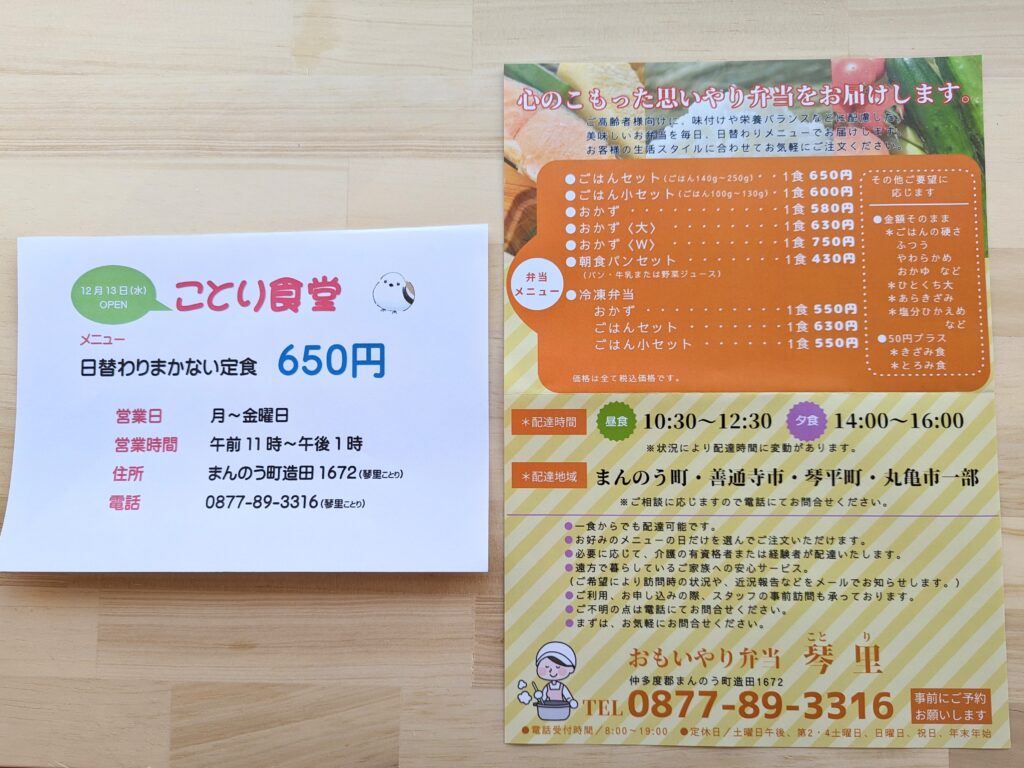 12月13日(水)
OPEN
ことり食堂
メニュー
日替わりまかない定食 650円
営業日 月～金曜日
営業時間 午前11時～午後1時
住所 まんのう町造田1672(琴里ことり)
電話 0877-89-3316(琴里ことり)
心のこもった思いやり弁当をお届けします。
ご高齢者様向けに、味付けや栄養バランスなどに配慮した
美味しいお弁当を毎日、日替わりメニューでお届けします。
お客様の生活スタイルに合わせてお気軽にご注文ください。
弁当
メニュー
●ごはんセット(ごはん140g～250g)・・1食650円
●ごはん小セット(ごはん100g～130g)・1食600円
●おかず・・・・・・・・・・1食580円
●おかず〈大〉・・・・・・・1食630円
●おかず〈W〉・・・・・・・1食750円
●朝食パンセット・・・・・・1食430円
(パン・牛乳または野菜ジュース)
●冷凍弁当
おかず・・・・・・・・・1食550円
ごはんセット・・・・・・1食630円
ごはん小セット・・・・・1食550円
価格は全て税込価格です。
その他ご要望に
応じます
●金額そのまま
＊ごはんの硬さ
ふつう
やわらかめ
おかゆ など
＊ひとくち大
＊あらきざみ
＊塩分ひかえめ
など
●50円プラス
＊きざみ食
＊とろみ食
＊配達時間 昼食 10:30～12:30 夕食 14:00～16:00
※状況により配達時間に変動があります。
＊配達地域 まんのう町・善通寺市・琴平町・丸亀市一部
※ご相談に応じますので電話にてお問合せください。
●一食からでも配達可能です。
●お好みのメニューの日だけを選んでご注文いただけます。
●必要に応じて、介護の有資格者または経験者が配達いたします。
●遠方で暮らしているご家族への安心サービス。
(ご希望により訪問時の状況や、近況報告などをメールでお知らせします。)
●ご利用、お申し込みの際、スタッフの事前訪問も承っております。
●ご不明の点は電話にてお問合せください。
●まずは、お気軽にお問合せください。
こと り
おもいやり弁当 琴里
仲多度郡まんのう町造田1672
TEL 0877-89-3316
事前にご予約
お願いします
●電話受付時間/8:00～19:00 ●定休日/土曜日午後、第2・4土曜日、日曜日、祝日、年末年始